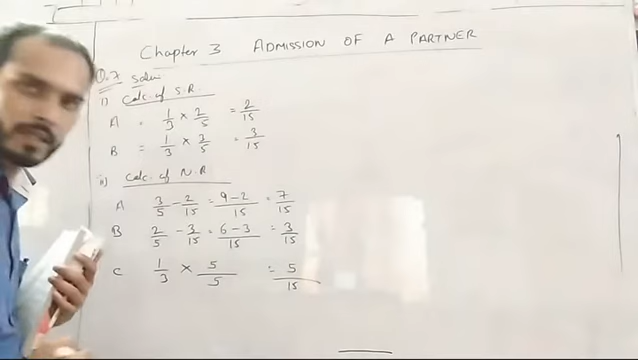 Chapter 3 ADMISSION OF A PARTNER
Q.7 Soln
i) Calc. of S.R.
A = 1/3 × 2/5 = 2/15
B = 1/3 × 3/5 = 3/15
ii) Calc. of N.R
A 3/5 - 2/15 = 9-2/15 = 7/15
B 2/5 - 3/15 = 6-3/15 = 3/15
C 1/3 × 5/5 = 5/15